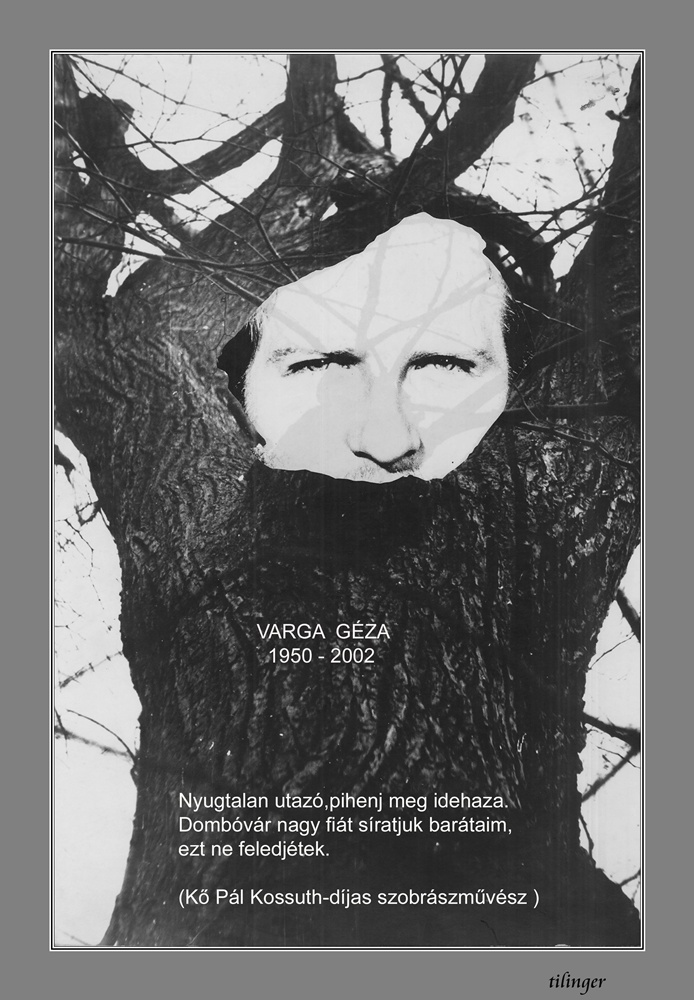 VARGA GÉZA
1950 - 2002
Nyugtalan utazó,pihenj meg idehaza.
Dombóvár nagy fiát síratjuk barátaim,
ezt ne feledjétek.
(Kő Pál Kossuth-díjas szobrászművész )
tilinger